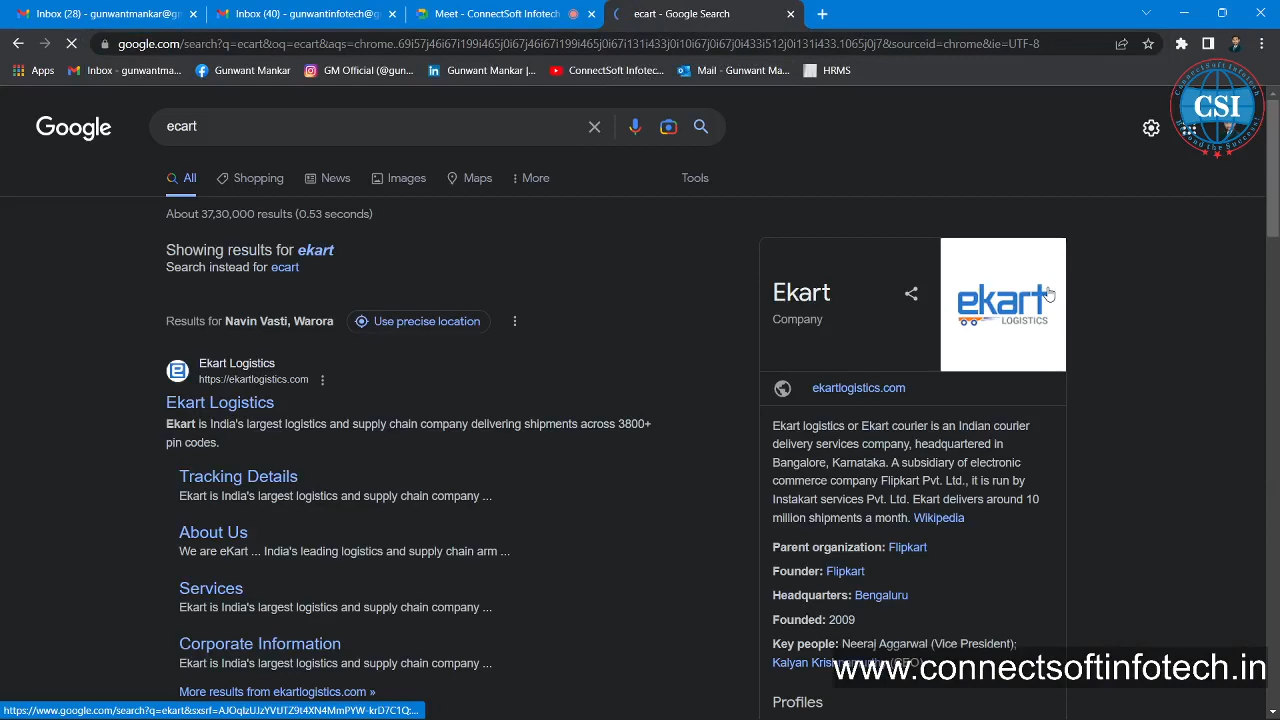 Inbox (28) - gunwantmankar@gm
Inbox (40) - gunwantinfotech@g
Meet - ConnectSoft Infotech
ecart - Google Search
google.com/search?q=ecart&oq=ecart&aqs=chrome..69i57j46i67i199i465j0i67j46i67i199i465j0i67i131i433j0i10i67j0i67j0i433i512j0i131i433.1065j0j7&sourceid=chrome&ie=UTF-8
Apps
Inbox - gunwantma...
Gunwant Mankar
GM Official (@gun...
Gunwant Mankar |...
ConnectSoft Infotec...
Mail - Gunwant Ma...
HRMS
CSI
Google
ecart
All
Shopping
News
Images
Maps
More
Tools
About 37,30,000 results (0.53 seconds)
Showing results for ekart
Search instead for ecart
Results for Navin Vasti, Warora
Use precise location
Ekart Logistics
https://ekartlogistics.com
Ekart Logistics
Ekart is India's largest logistics and supply chain company delivering shipments across 3800+
pin codes.
Tracking Details
Ekart is India's largest logistics and supply chain company ...
About Us
We are eKart ... India's leading logistics and supply chain arm ...
Services
Ekart is India's largest logistics and supply chain company ...
Corporate Information
Ekart is India's largest logistics and supply chain company ...
More results from ekartlogistics.com »
Ekart
Company
ekart
LOGISTICS
ekartlogistics.com
Ekart logistics or Ekart courier is an Indian courier
delivery services company, headquartered in
Bangalore, Karnataka. A subsidiary of electronic
commerce company Flipkart Pvt. Ltd., it is run by
Instakart services Pvt. Ltd. Ekart delivers around 10
million shipments a month. Wikipedia
Parent organization: Flipkart
Founder: Flipkart
Headquarters: Bengaluru
Founded: 2009
Key people: Neeraj Aggarwal (Vice President);
Kalyan
Profiles
www.connectsoftinfotech.in